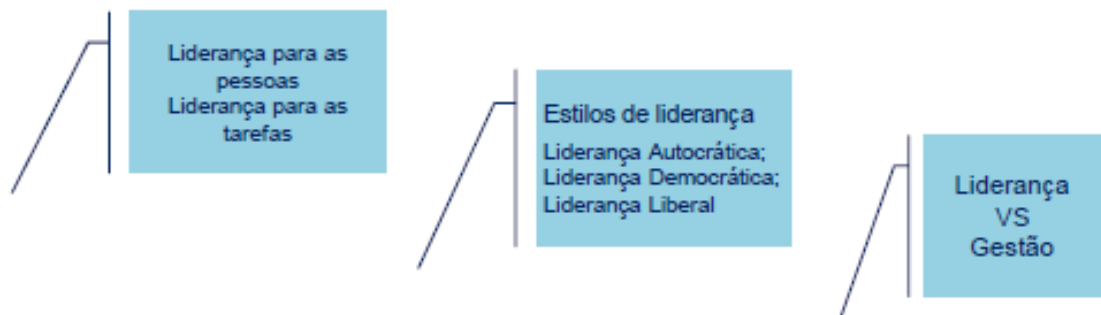 Liderança para as
pessoas
Liderança para as
tarefas
Estilos de liderança
Liderança Autocrática;
Liderança Democrática;
Liderança Liberal
Liderança
VS
Gestão